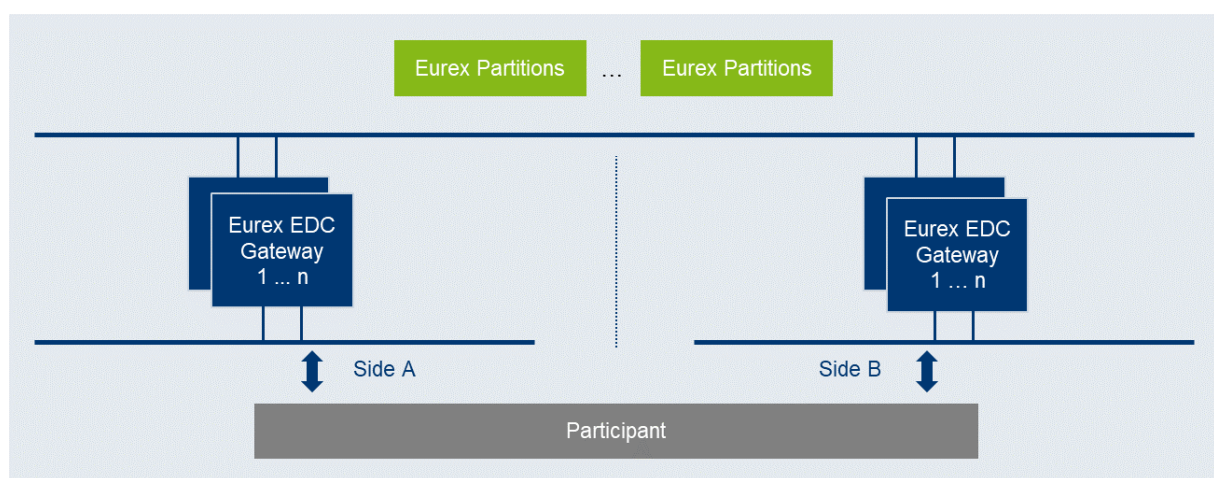 Eurex Partitions ... Eurex Partitions
Eurex EDC
Gateway
1 ... n
Eurex EDC
Gateway
1 ... n
Side A
Side B
Participant